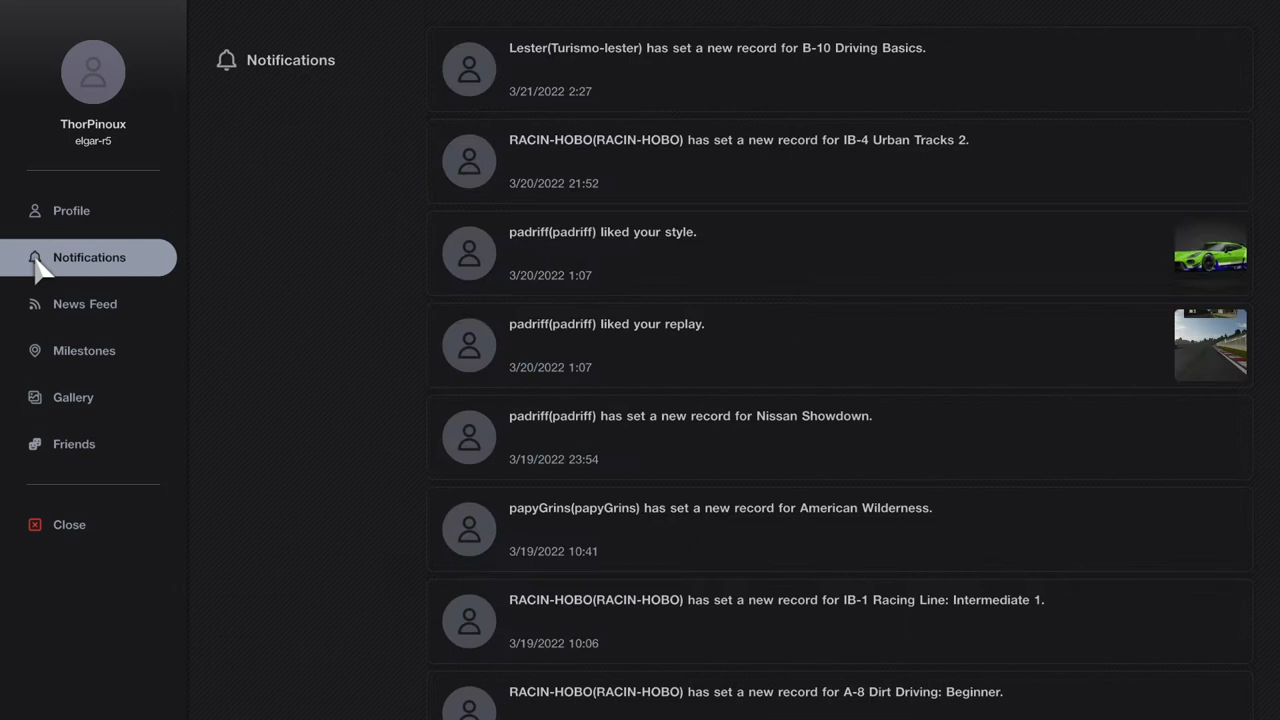 ThorPinoux
elgar-r5
Profile
Notifications
News Feed
Milestones
Gallery
Friends
Close
Notifications
Lester(Turismo-lester) has set a new record for B-10 Driving Basics.
3/21/2022 2:27
RACIN-HOBO(RACIN-HOBO) has set a new record for IB-4 Urban Tracks 2.
3/20/2022 21:52
padriff(padriff) liked your style.
3/20/2022 1:07
padriff(padriff) liked your replay.
3/20/2022 1:07
padriff(padriff) has set a new record for Nissan Showdown.
3/19/2022 23:54
papyGrins(papyGrins) has set a new record for American Wilderness.
3/19/2022 10:41
RACIN-HOBO(RACIN-HOBO) has set a new record for IB-1 Racing Line: Intermediate 1.
3/19/2022 10:06
RACIN-HOBO(RACIN-HOBO) has set a new record for A-8 Dirt Driving: Beginner.